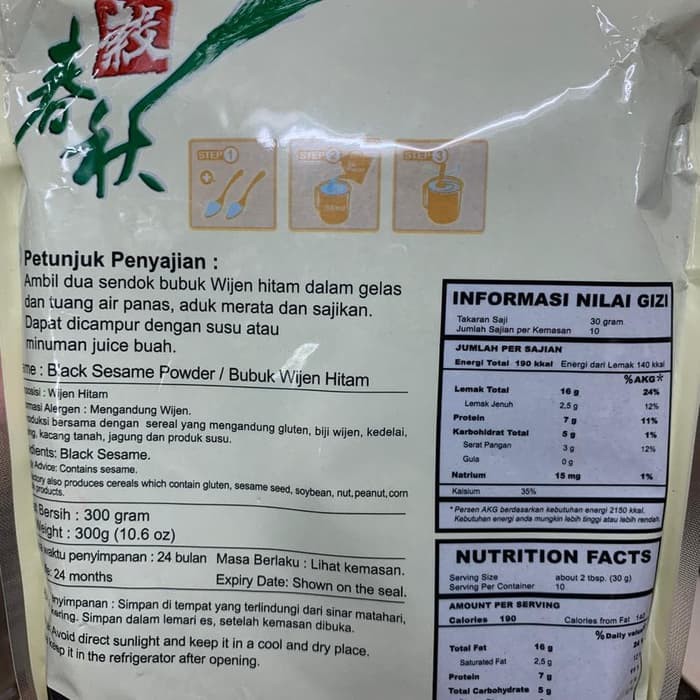 穀
春
秋
STEP 1
STEP 2
STEP 3
Petunjuk Penyajian :
Ambil dua sendok bubuk Wijen hitam dalam gelas
dan tuang air panas, aduk merata dan sajikan.
Dapat dicampur dengan susu atau
minuman juice buah.
me : Black Sesame Powder / Bubuk Wijen Hitam
posisi : Wijen Hitam
masi Alergen : Mengandung Wijen.
oduksi bersama dengan sereal yang mengandung gluten, biji wijen, kedelai,
ng, kacang tanah, jagung dan produk susu.
dients: Black Sesame.
Advice: Contains sesame.
ctory also produces cereals which contain gluten, sesame seed, soybean, nut, peanut, corn
products.
Bersih : 300 gram
Weight : 300g (10.6 oz)
waktu penyimpanan : 24 bulan Masa Berlaku : Lihat kemasan.
: 24 months Expiry Date: Shown on the seal.
nyimpanan : Simpan di tempat yang terlindungi dari sinar matahari,
kering. Simpan dalam lemari es, setelah kemasan dibuka.
Avoid direct sunlight and keep it in a cool and dry place.
keep it in the refrigerator after opening.
INFORMASI NILAI GIZI
Takaran Saji 30 gram
Jumlah Sajian per Kemasan 10
JUMLAH PER SAJIAN
Energi Total 190 kkal Energi dari Lemak 140 kkal
%AKG*
Lemak Total 16 g 24%
Lemak Jenuh 2,5 g 12%
Protein 7 g 11%
Karbohidrat Total 5 g 1%
Serat Pangan 3 g 12%
Gula 0 g
Natrium 15 mg 1%
Kalsium 35%
*Persen AKG berdasarkan kebutuhan energi 2150 kkal.
Kebutuhan energi anda mungkin lebih tinggi atau lebih rendah.
NUTRITION FACTS
Serving Size about 2 tbsp. (30 g)
Serving Per Container 10
AMOUNT PER SERVING
Calories 190 Calories from Fat 140
% Daily value
Total Fat 16 g
Saturated Fat 2,5 g
Protein 7 g
Total Carbohydrate 5 g